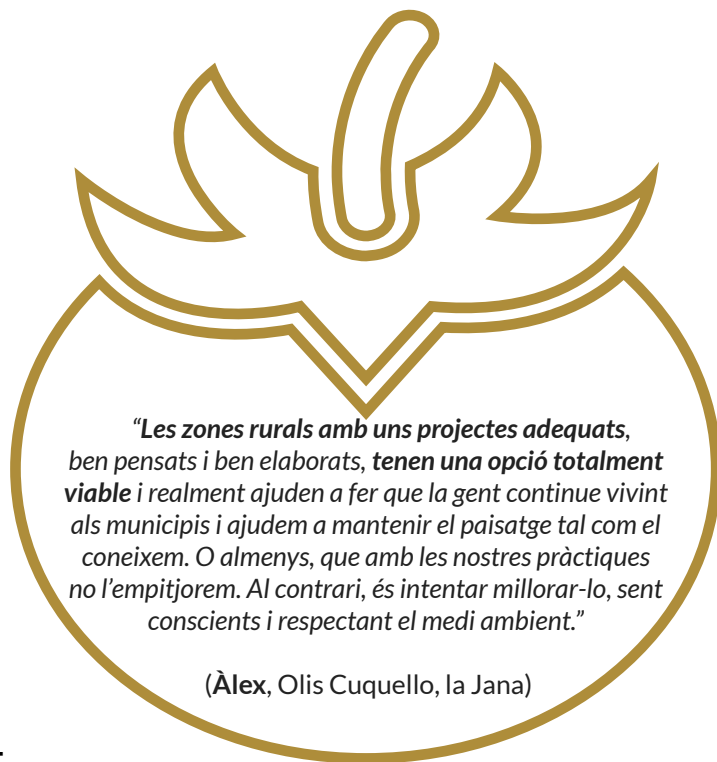 “Les zones rurals amb uns projectes adequats,
ben pensats i ben elaborats, tenen una opció totalment
viable i realment ajuden a fer que la gent continue vivint
als municipis i ajudem a mantenir el paisatge tal com el
coneixem. O almenys, que amb les nostres pràctiques
no l’empitjorem. Al contrari, és intentar millorar-lo, sent
conscients i respectant el medi ambient.”
(Àlex, Olis Cuquello, la Jana)